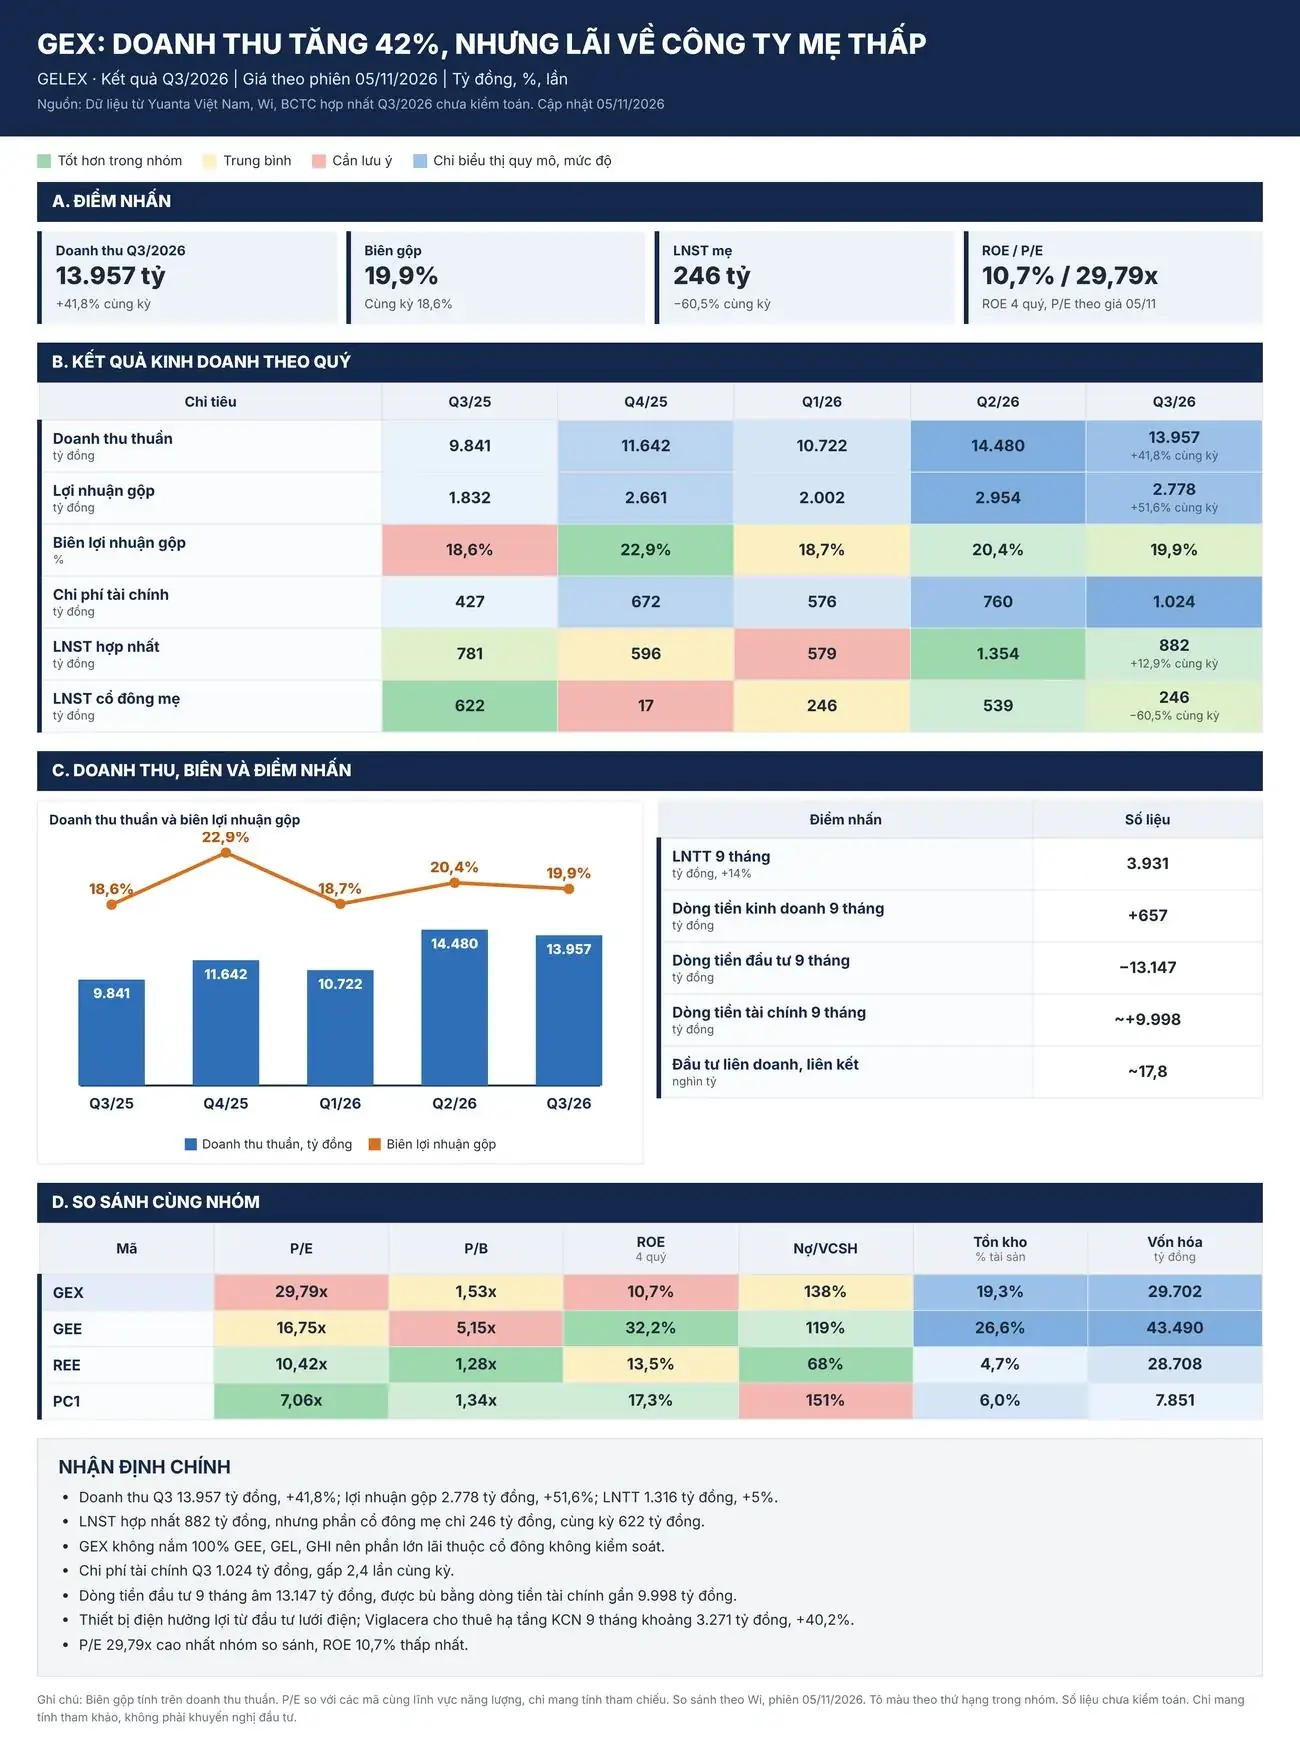 GEX: DOANH THU TĂNG 42%, NHƯNG LÃI VỀ CÔNG TY MẸ THẤP
GELEX · Kết quả Q3/2026 | Giá theo phiên 05/11/2026 | Tỷ đồng, %, lần
Nguồn: Dữ liệu từ Yuanta Việt Nam, Wi, BCTC hợp nhất Q3/2026 chưa kiểm toán. Cập nhật 05/11/2026
Tốt hơn trong nhóm Trung bình Cần lưu ý Chỉ biểu thị quy mô, mức độ
A. ĐIỂM NHẤN
Doanh thu Q3/2026
13.957 tỷ
+41,8% cùng kỳ
Biên gộp
19,9%
Cùng kỳ 18,6%
LNST mẹ
246 tỷ
−60,5% cùng kỳ
ROE / P/E
10,7% / 29,79x
ROE 4 quý, P/E theo giá 05/11
B. KẾT QUẢ KINH DOANH THEO QUÝ
Chỉ tiêu Q3/25 Q4/25 Q1/26 Q2/26 Q3/26
Doanh thu thuần
tỷ đồng
9.841 11.642 10.722 14.480 13.957
+41,8% cùng kỳ
Lợi nhuận gộp
tỷ đồng
1.832 2.661 2.002 2.954 2.778
+51,6% cùng kỳ
Biên lợi nhuận gộp
%
18,6% 22,9% 18,7% 20,4% 19,9%
Chi phí tài chính
tỷ đồng
427 672 576 760 1.024
LNST hợp nhất
tỷ đồng
781 596 579 1.354 882
+12,9% cùng kỳ
LNST cổ đông mẹ
tỷ đồng
622 17 246 539 246
−60,5% cùng kỳ
C. DOANH THU, BIÊN VÀ ĐIỂM NHẤN
Doanh thu thuần và biên lợi nhuận gộp
18,6% 22,9% 18,7% 20,4% 19,9%
9.841 11.642 10.722 14.480 13.957
Q3/25 Q4/25 Q1/26 Q2/26 Q3/26
Doanh thu thuần, tỷ đồng Biên lợi nhuận gộp
Điểm nhấn Số liệu
LNTT 9 tháng
tỷ đồng, +14%
3.931
Dòng tiền kinh doanh 9 tháng
tỷ đồng
+657
Dòng tiền đầu tư 9 tháng
tỷ đồng
−13.147
Dòng tiền tài chính 9 tháng
tỷ đồng
~+9.998
Đầu tư liên doanh, liên kết
nghìn tỷ
~17,8
D. SO SÁNH CÙNG NHÓM
Mã P/E P/B ROE Nợ/VCSH Tồn kho Vốn hóa
4 quý % tài sản tỷ đồng
GEX 29,79x 1,53x 10,7% 138% 19,3% 29.702
GEE 16,75x 5,15x 32,2% 119% 26,6% 43.490
REE 10,42x 1,28x 13,5% 68% 4,7% 28.708
PC1 7,06x 1,34x 17,3% 151% 6,0% 7.851
NHẬN ĐỊNH CHÍNH
• Doanh thu Q3 13.957 tỷ đồng, +41,8%; lợi nhuận gộp 2.778 tỷ đồng, +51,6%; LNTT 1.316 tỷ đồng, +5%.
• LNST hợp nhất 882 tỷ đồng, nhưng phần cổ đông mẹ chỉ 246 tỷ đồng, cùng kỳ 622 tỷ đồng.
• GEX không nắm 100% GEE, GEL, GHI nên phần lớn lãi thuộc cổ đông không kiểm soát.
• Chi phí tài chính Q3 1.024 tỷ đồng, gấp 2,4 lần cùng kỳ.
• Dòng tiền đầu tư 9 tháng âm 13.147 tỷ đồng, được bù bằng dòng tiền tài chính gần 9.998 tỷ đồng.
• Thiết bị điện hưởng lợi từ đầu tư lưới điện; Viglacera cho thuê hạ tầng KCN 9 tháng khoảng 3.271 tỷ đồng, +40,2%.
• P/E 29,79x cao nhất nhóm so sánh, ROE 10,7% thấp nhất.
Ghi chú: Biên gộp tính trên doanh thu thuần. P/E so với các mã cùng lĩnh vực năng lượng, chỉ mang tính tham chiếu. So sánh theo Wi, phiên 05/11/2026. Tô màu theo thứ hạng trong nhóm. Số liệu chưa kiểm toán. Chỉ mang
tính tham khảo, không phải khuyến nghị đầu tư.